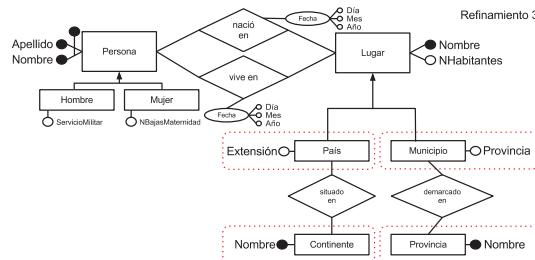 Refinamiento 3
Día
Mes
Año
Fecha
nació
en
Apellido
Nombre
Persona
Lugar
Nombre
NHabitantes
vive en
Hombre
Mujer
ServicioMilitar
NBajasMaternidad
Fecha
Día
Mes
Año
Extensión
País
Municipio
Provincia
situado
en
demarcado
en
Nombre
Continente
Provincia
Nombre